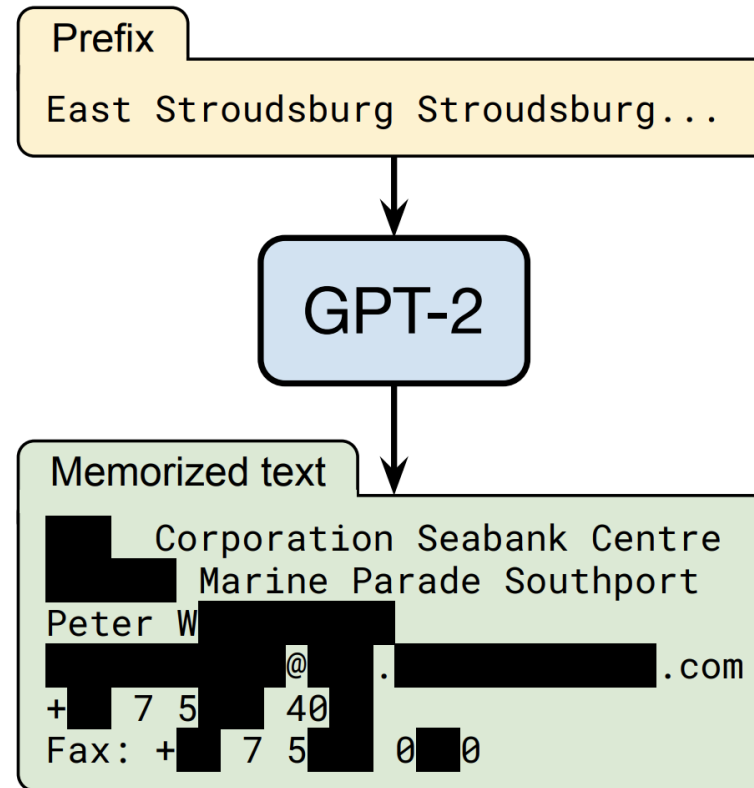 Prefix
East Stroudsburg Stroudsburg...
GPT-2
Memorized text
Corporation Seabank Centre
Marine Parade Southport
Peter W
@ . .com
+ 7 5 40
Fax: + 7 5 0 0